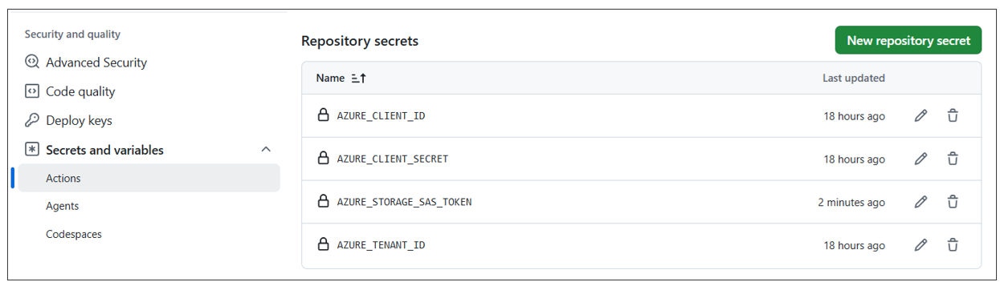 Security and quality
Advanced Security
Code quality
Deploy keys
Secrets and variables
Actions
Agents
Codespaces
Repository secrets
New repository secret
Name Last updated
AZURE_CLIENT_ID 18 hours ago
AZURE_CLIENT_SECRET 18 hours ago
AZURE_STORAGE_SAS_TOKEN 2 minutes ago
AZURE_TENANT_ID 18 hours ago